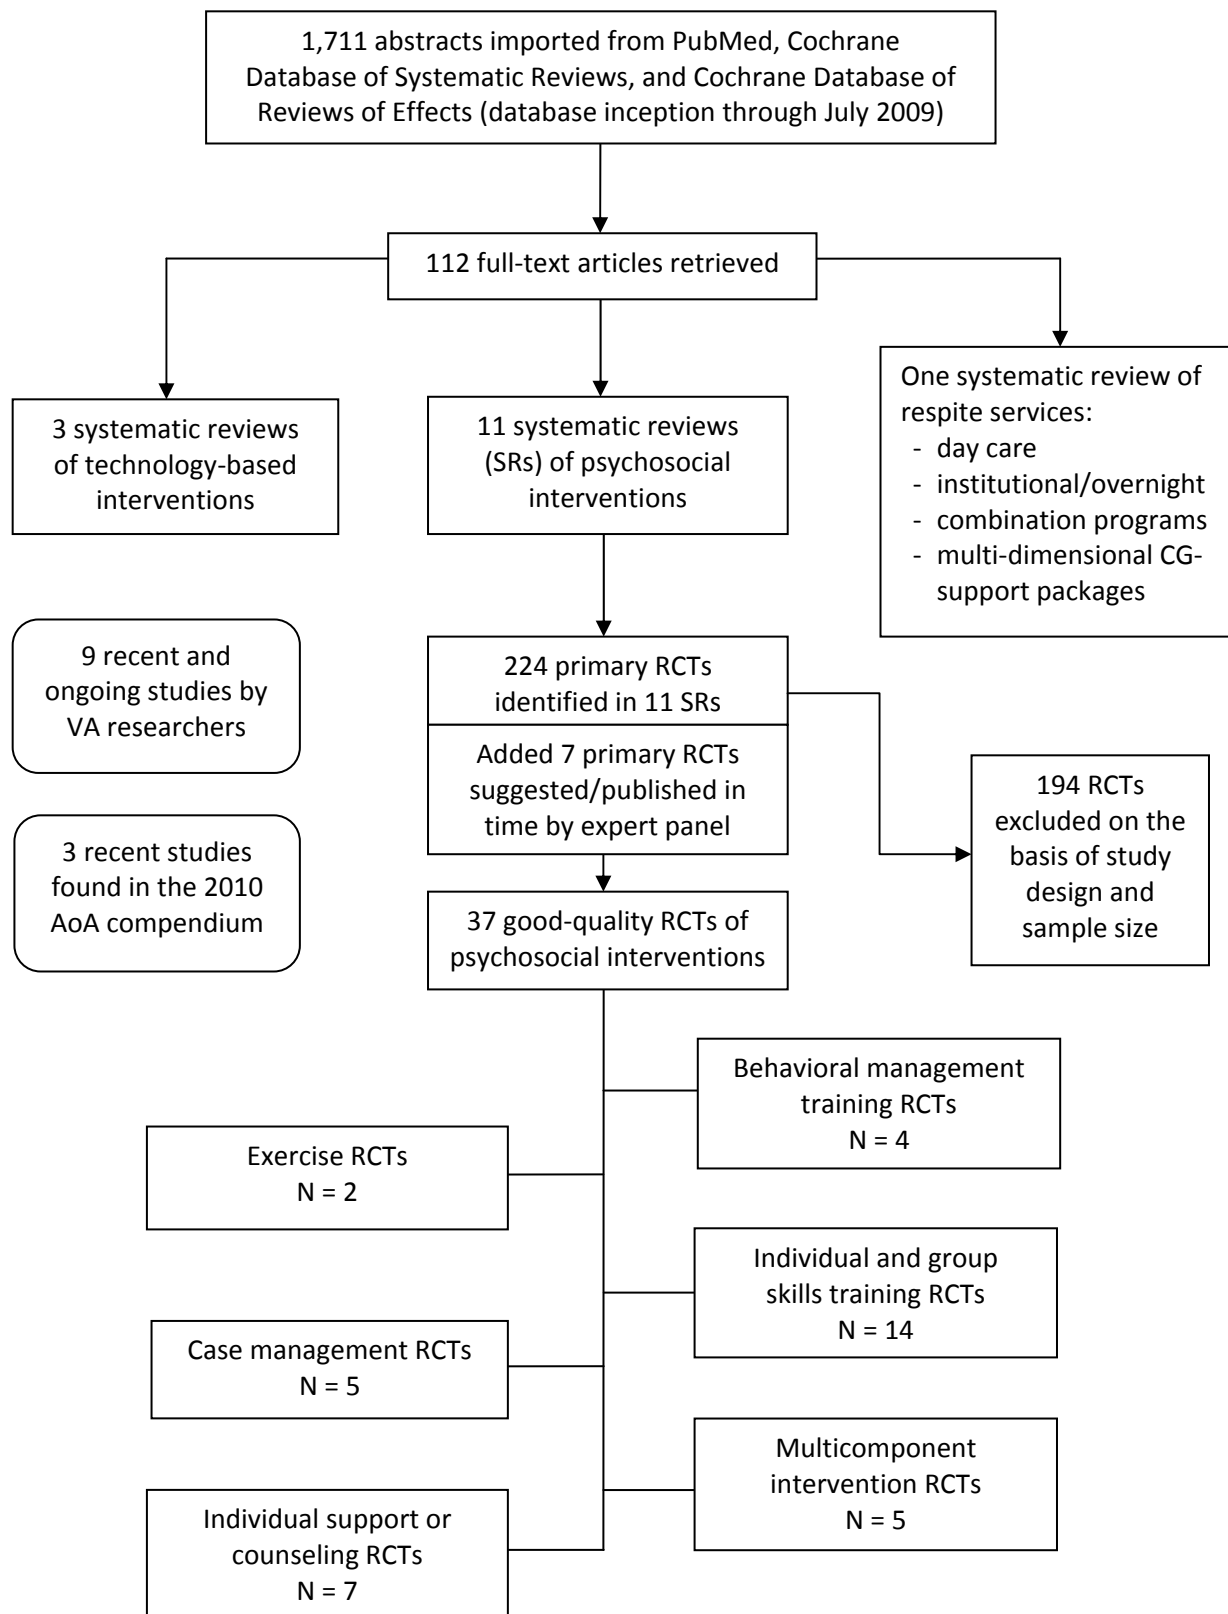 1,711 abstracts imported from PubMed, Cochrane
Database of Systematic Reviews, and Cochrane Database of
Reviews of Effects (database inception through July 2009)
112 full-text articles retrieved
3 systematic reviews
of technology-based
interventions
11 systematic reviews
(SRs) of psychosocial
interventions
One systematic review of
respite services:
- day care
- institutional/overnight
- combination programs
- multi-dimensional CG-
support packages
9 recent and
ongoing studies by
VA researchers
224 primary RCTs
identified in 11 SRs
Added 7 primary RCTs
suggested/published in
time by expert panel
3 recent studies
found in the 2010
AoA compendium
194 RCTs
excluded on the
basis of study
design and
sample size
37 good-quality RCTs of
psychosocial interventions
Behavioral management
training RCTs
N = 4
Exercise RCTs
N = 2
Individual and group
skills training RCTs
N = 14
Case management RCTs
N = 5
Multicomponent
intervention RCTs
N = 5
Individual support or
counseling RCTs
N = 7